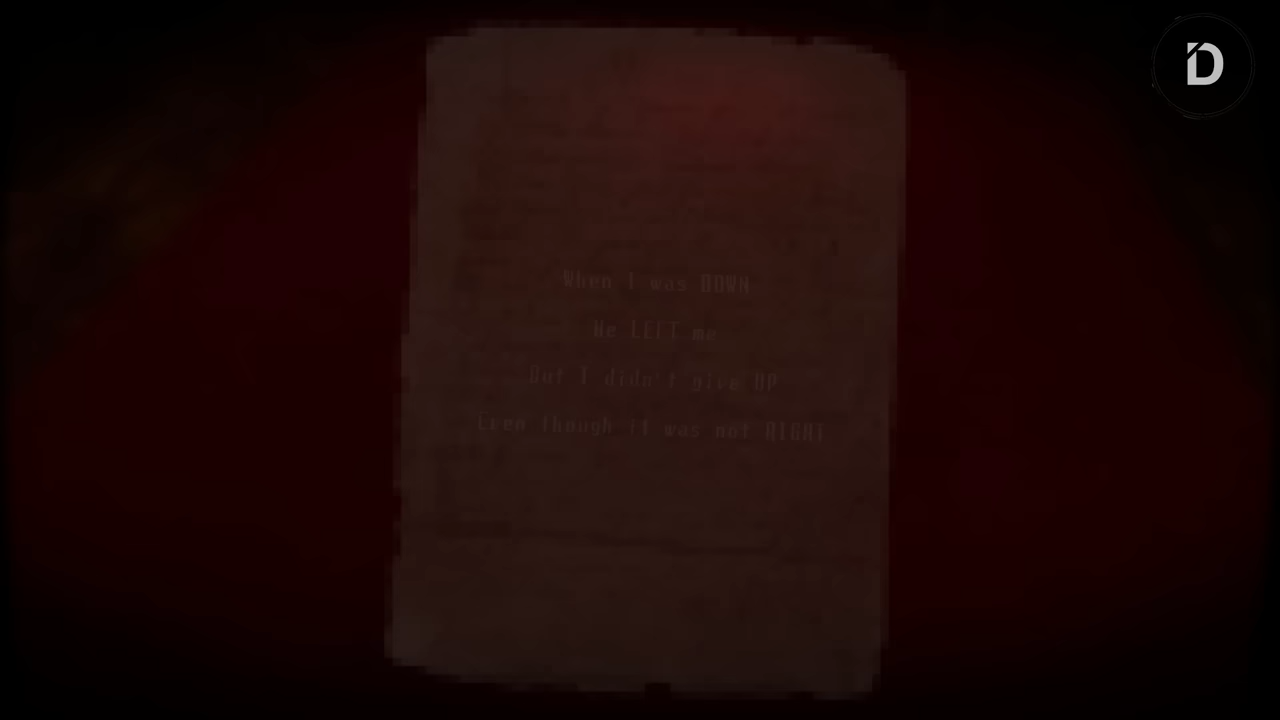 D
When I was DOWN
He LEFT me
But I didn't give UP
Even though it was not RIGHT